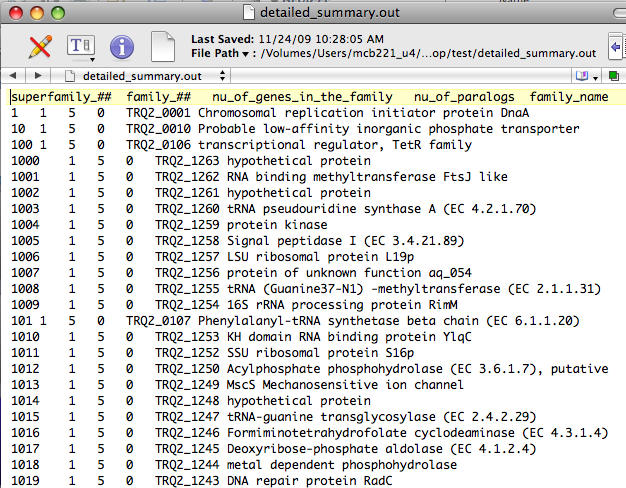 detailed_summary.out
Last Saved: 11/24/09 10:28:05 AM
File Path ▾ : /Volumes/Users/mcb221_u4/…op/test/detailed_summary.out
detailed_summary.out
superfamily_## family_## nu_of_genes_in_the_family nu_of_paralogs family_name
1 1 5 0 TRQ2_0001 Chromosomal replication initiator protein DnaA
10 1 5 0 TRQ2_0010 Probable low-affinity inorganic phosphate transporter
100 1 5 0 TRQ2_0106 transcriptional regulator, TetR family
1000 1 5 0 TRQ2_1263 hypothetical protein
1001 1 5 0 TRQ2_1262 RNA binding methyltransferase FtsJ like
1002 1 5 0 TRQ2_1261 hypothetical protein
1003 1 5 0 TRQ2_1260 tRNA pseudouridine synthase A (EC 4.2.1.70)
1004 1 5 0 TRQ2_1259 protein kinase
1005 1 5 0 TRQ2_1258 Signal peptidase I (EC 3.4.21.89)
1006 1 5 0 TRQ2_1257 LSU ribosomal protein L19p
1007 1 5 0 TRQ2_1256 protein of unknown function aq_054
1008 1 5 0 TRQ2_1255 tRNA (Guanine37-N1) -methyltransferase (EC 2.1.1.31)
1009 1 5 0 TRQ2_1254 16S rRNA processing protein RimM
101 1 5 0 TRQ2_0107 Phenylalanyl-tRNA synthetase beta chain (EC 6.1.1.20)
1010 1 5 0 TRQ2_1253 KH domain RNA binding protein YlqC
1011 1 5 0 TRQ2_1252 SSU ribosomal protein S16p
1012 1 5 0 TRQ2_1250 Acylphosphate phosphohydrolase (EC 3.6.1.7), putative
1013 1 5 0 TRQ2_1249 MscS Mechanosensitive ion channel
1014 1 5 0 TRQ2_1248 hypothetical protein
1015 1 5 0 TRQ2_1247 tRNA-guanine transglycosylase (EC 2.4.2.29)
1016 1 5 0 TRQ2_1246 Formiminotetrahydrofolate cyclodeaminase (EC 4.3.1.4)
1017 1 5 0 TRQ2_1245 Deoxyribose-phosphate aldolase (EC 4.1.2.4)
1018 1 5 0 TRQ2_1244 metal dependent phosphohydrolase
1019 1 5 0 TRQ2_1243 DNA repair protein RadC